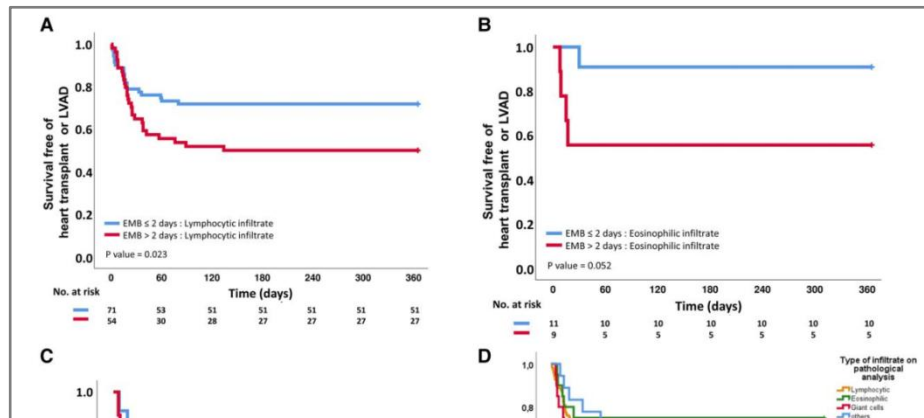 A
Survival free of
heart transplant or LVAD
1.0
0.8
0.6
0.4
0.2
0.0
EMB ≤ 2 days : Lymphocytic infiltrate
EMB > 2 days : Lymphocytic infiltrate
P value = 0.023
0 60 120 180 240 300 360
No. at risk
Time (days)
71 53 51 51 51 51 51
54 30 28 27 27 27 27
B
Survival free of
heart transplant or LVAD
1.0
0.8
0.6
0.4
0.2
0.0
EMB ≤ 2 days : Eosinophilic infiltrate
EMB > 2 days : Eosinophilic infiltrate
P value = 0.052
0 60 120 180 240 300 360
No. at risk
Time (days)
11 10 10 10 10 10 10
9 5 5 5 5 5 5
C
1.0
D
1,0
0,8
Type of infiltrate on
pathological
analysis
Lymphocytic
Eosinophilic
Giant cells
others